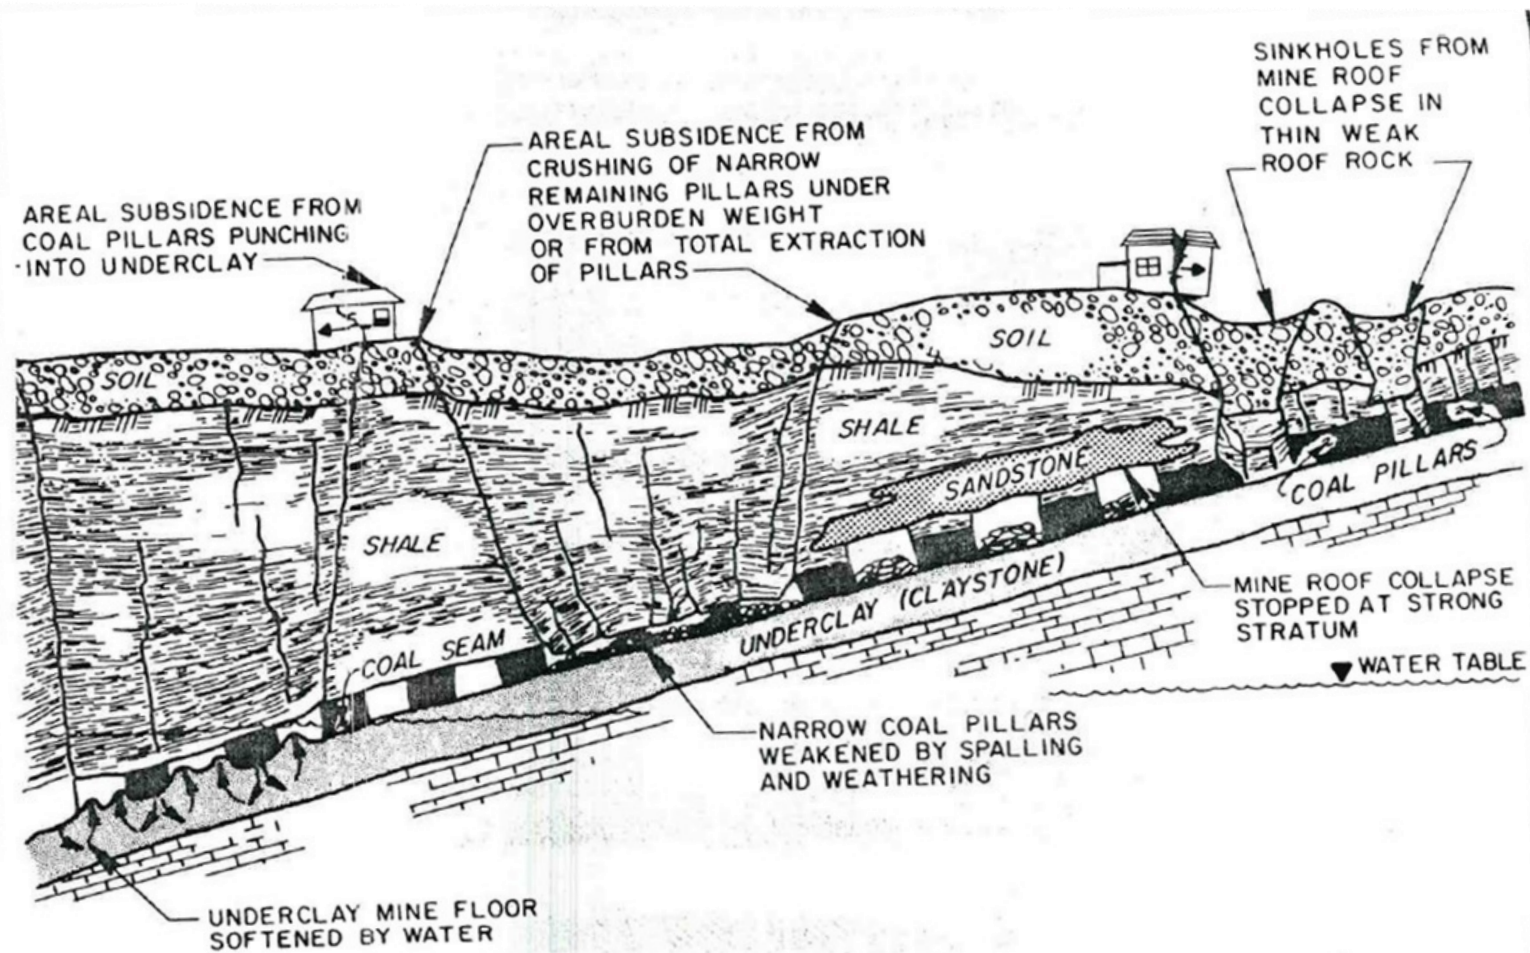 SINKHOLES FROM
MINE ROOF
COLLAPSE IN
THIN WEAK
ROOF ROCK
AREAL SUBSIDENCE FROM
CRUSHING OF NARROW
REMAINING PILLARS UNDER
OVERBURDEN WEIGHT
OR FROM TOTAL EXTRACTION
OF PILLARS
AREAL SUBSIDENCE FROM
COAL PILLARS PUNCHING
INTO UNDERCLAY
SOIL
SOIL
SHALE
SANDSTONE
COAL PILLARS
SHALE
COAL SEAM
UNDERCLAY (CLAYSTONE)
MINE ROOF COLLAPSE
STOPPED AT STRONG
STRATUM
WATER TABLE
NARROW COAL PILLARS
WEAKENED BY SPALLING
AND WEATHERING
UNDERCLAY MINE FLOOR
SOFTENED BY WATER